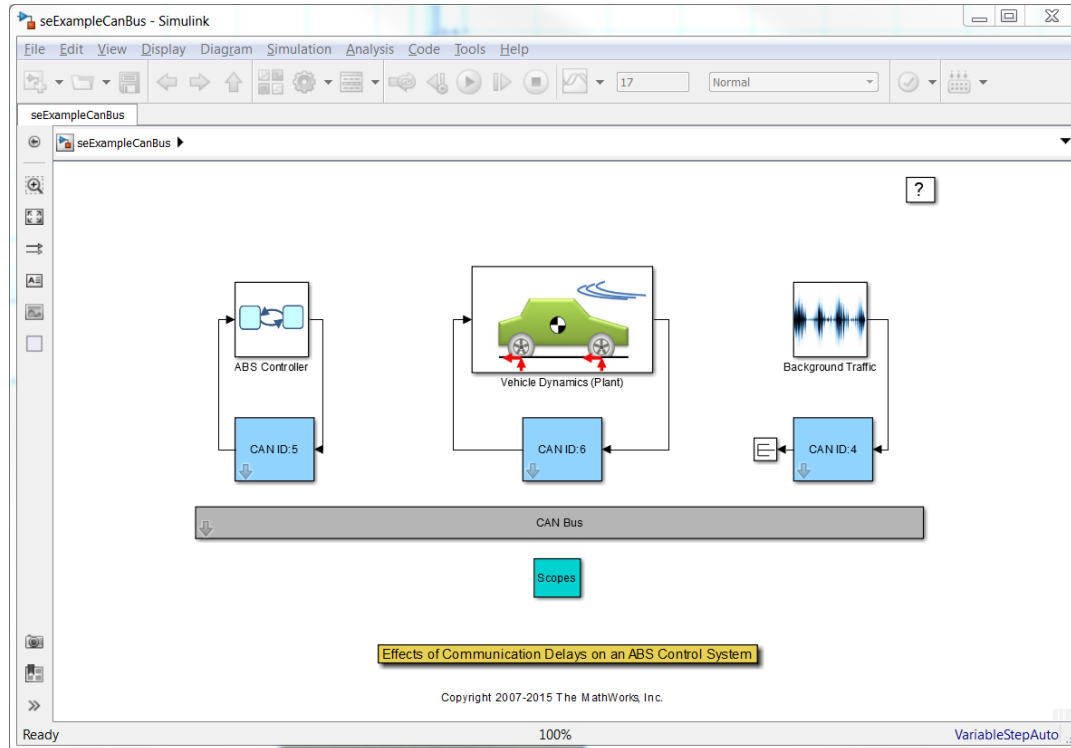 seExampleCanBus - Simulink
File Edit View Display Diagram Simulation Analysis Code Tools Help
17 Normal
seExampleCanBus
seExampleCanBus
?
ABS Controller
Vehicle Dynamics (Plant)
Background Traffic
CAN ID:5
CAN ID:6
CAN ID:4
CAN Bus
Scopes
Effects of Communication Delays on an ABS Control System
Copyright 2007-2015 The MathWorks, Inc.
Ready 100% VariableStepAuto